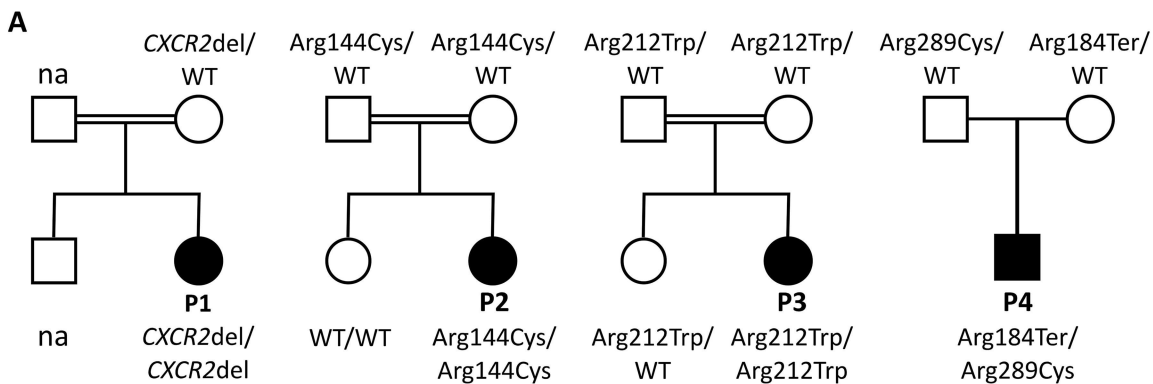 A
CXCR2del/ Arg144Cys/ Arg144Cys/ Arg212Trp/ Arg212Trp/ Arg289Cys/ Arg184Ter/
na WT WT WT WT WT WT WT
P1 P2 P3 P4
na CXCR2del/ WT/WT Arg144Cys/ Arg212Trp/ Arg212Trp/ Arg184Ter/
CXCR2del Arg144Cys WT Arg212Trp Arg289Cys